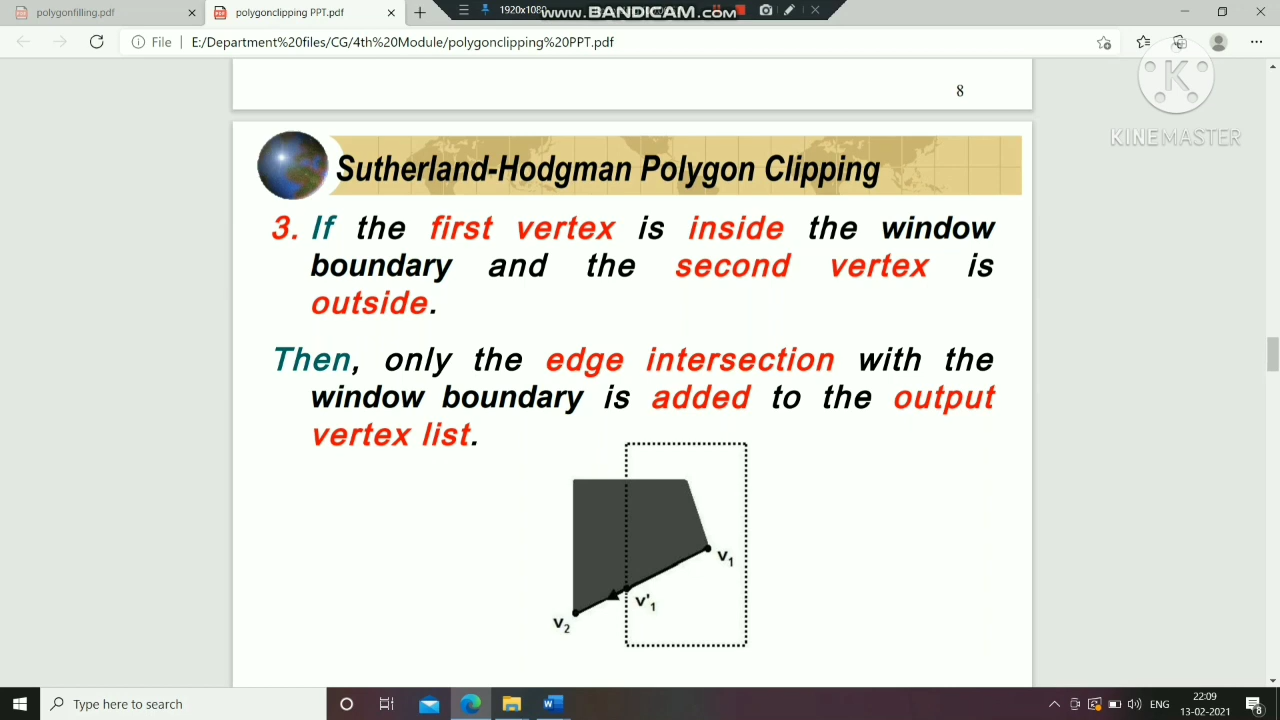 polygonfilling.pdf
polygonclipping PPT.pdf
1920x1080
www.BANDICAM.com
File
E:/Department%20files/CG/4th%20Module/polygonclipping%20PPT.pdf
8
K
KINEMASTER
Sutherland-Hodgman Polygon Clipping
3. If the first vertex is inside the window
boundary and the second vertex is
outside.
Then, only the edge intersection with the
window boundary is added to the output
vertex list.
v1
v'1
v2
Type here to search
ENG
22:09
13-02-2021
8